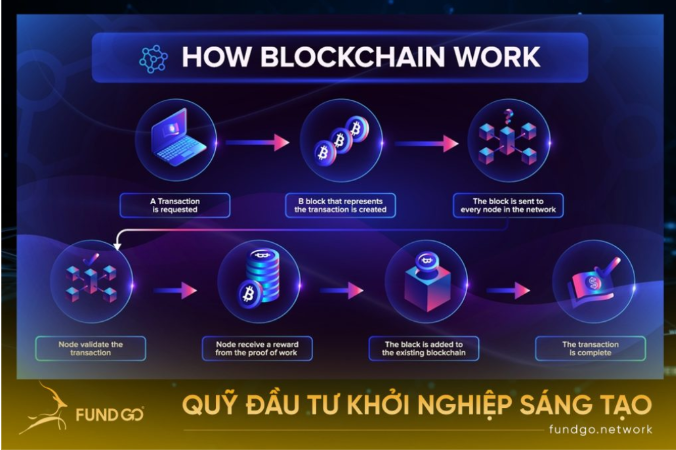 HOW BLOCKCHAIN WORK
A Transaction
is requested
B block that represents
the transaction is created
The block is sent to
every node in the network
Node validate the
transaction
Node receive a reward
from the proof of work
The black is added to
the existing blockchain
The transaction
is complete
FUND GO
QUỸ ĐẦU TƯ KHỞI NGHIỆP SÁNG TẠO
fundgo.network